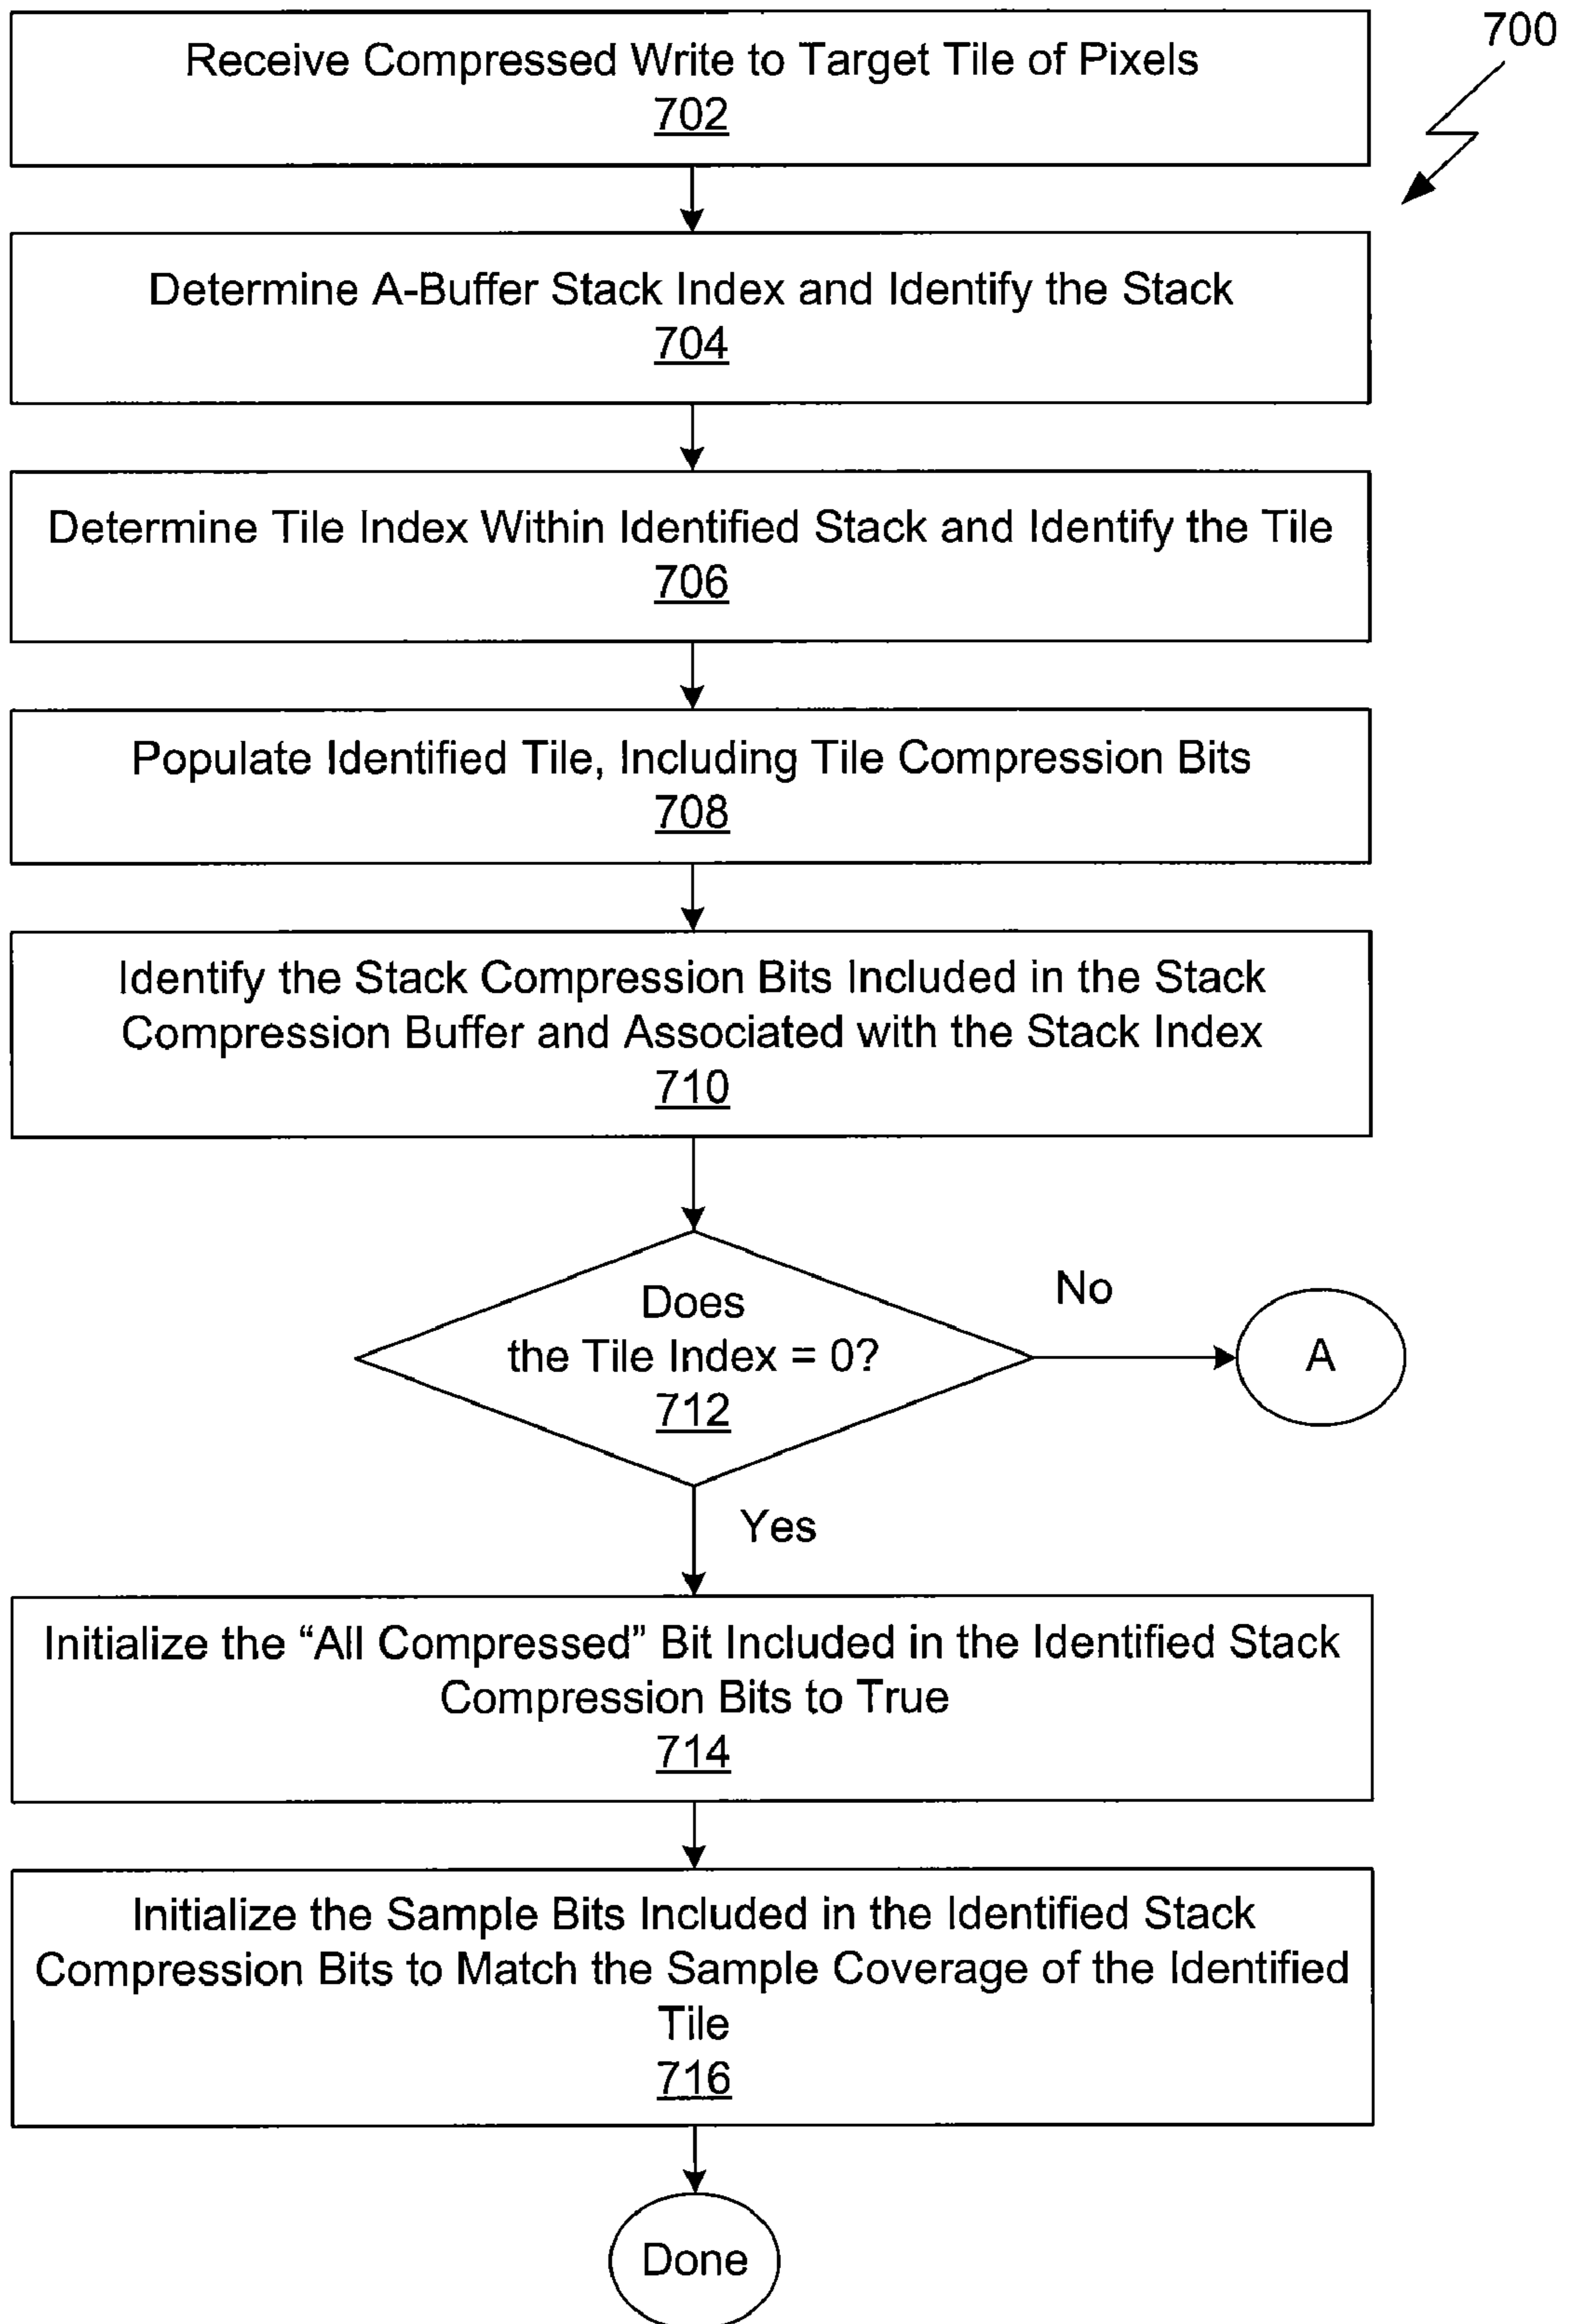 700
Receive Compressed Write to Target Tile of Pixels
702
Determine A-Buffer Stack Index and Identify the Stack
704
Determine Tile Index Within Identified Stack and Identify the Tile
706
Populate Identified Tile, Including Tile Compression Bits
708
Identify the Stack Compression Bits Included in the Stack
Compression Buffer and Associated with the Stack Index
710
Does
the Tile Index = 0?
712
No
A
Yes
Initialize the “All Compressed” Bit Included in the Identified Stack
Compression Bits to True
714
Initialize the Sample Bits Included in the Identified Stack
Compression Bits to Match the Sample Coverage of the Identified
Tile
716
Done